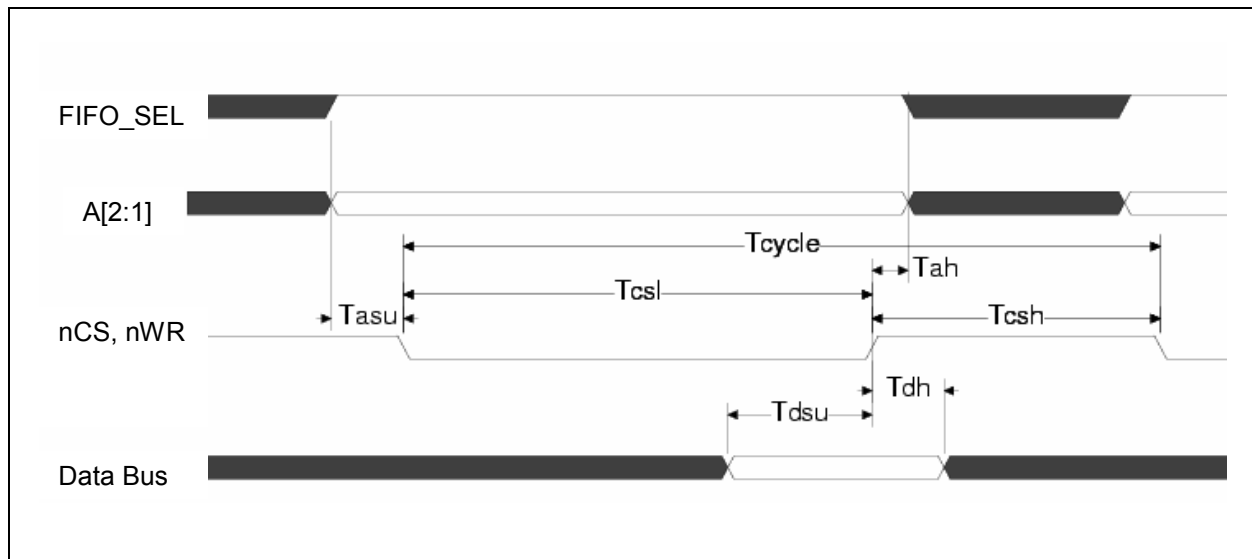 FIFO_SEL
A[2:1]
Tcycle
Tah
Tcsl
Tasu
Tcsh
nCS, nWR
Tdh
Tdsu
Data Bus